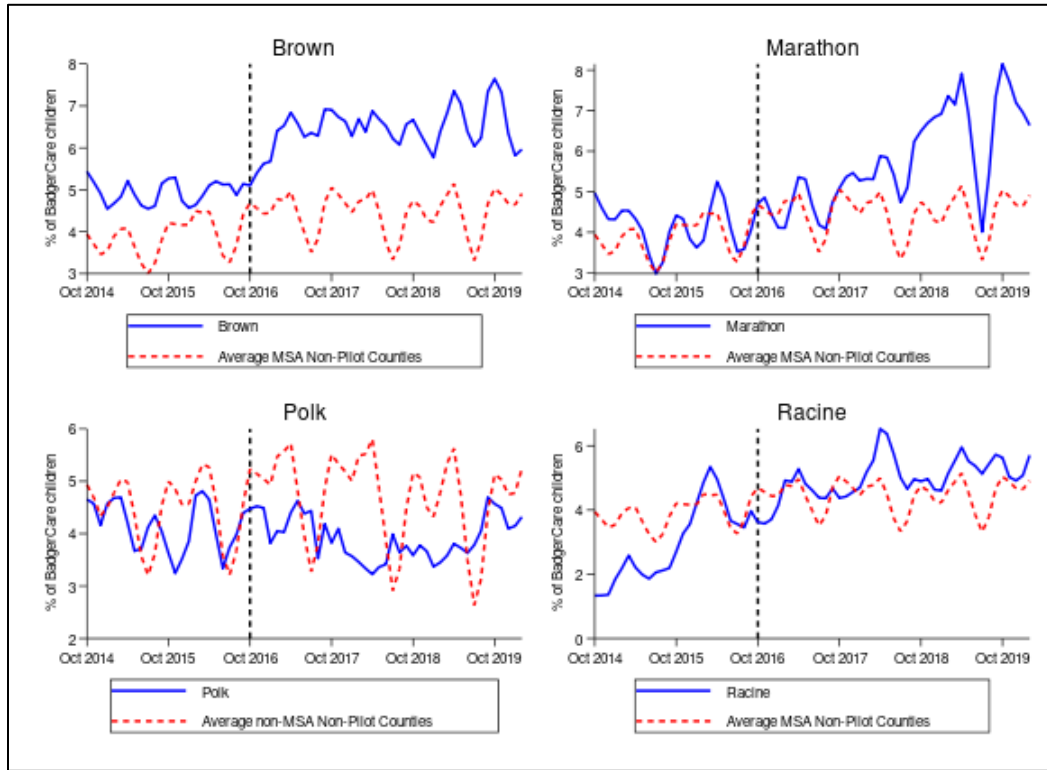 Brown
% of BadgerCare children
8
7
6
5
4
3
Oct 2014 Oct 2015 Oct 2016 Oct 2017 Oct 2018 Oct 2019
Brown
Average MSA Non-Pilot Counties
Marathon
% of BadgerCare children
8
7
6
5
4
3
Oct 2014 Oct 2015 Oct 2016 Oct 2017 Oct 2018 Oct 2019
Marathon
Average MSA Non-Pilot Counties
Polk
% of BadgerCare children
6
5
4
3
2
Oct 2014 Oct 2015 Oct 2016 Oct 2017 Oct 2018 Oct 2019
Polk
Average non-MSA Non-Pilot Counties
Racine
% of BadgerCare children
6
4
2
0
Oct 2014 Oct 2015 Oct 2016 Oct 2017 Oct 2018 Oct 2019
Racine
Average MSA Non-Pilot Counties